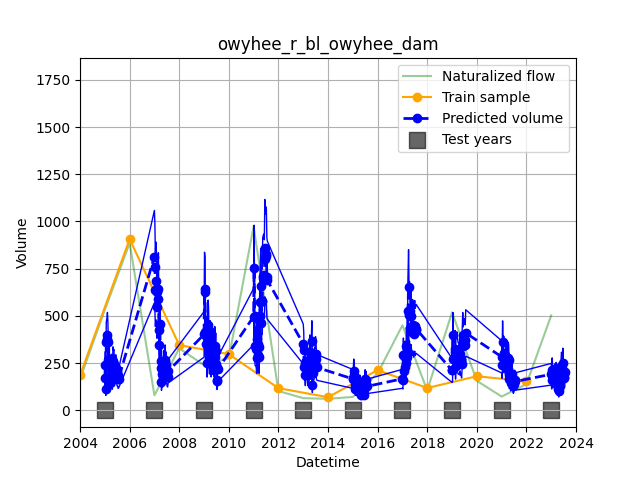 owyhee_r_bl_owyhee_dam
1750
1500
1250
1000
750
500
250
0
Volume
Naturalized flow
Train sample
Predicted volume
Test years
2004 2006 2008 2010 2012 2014 2016 2018 2020 2022 2024
Datetime